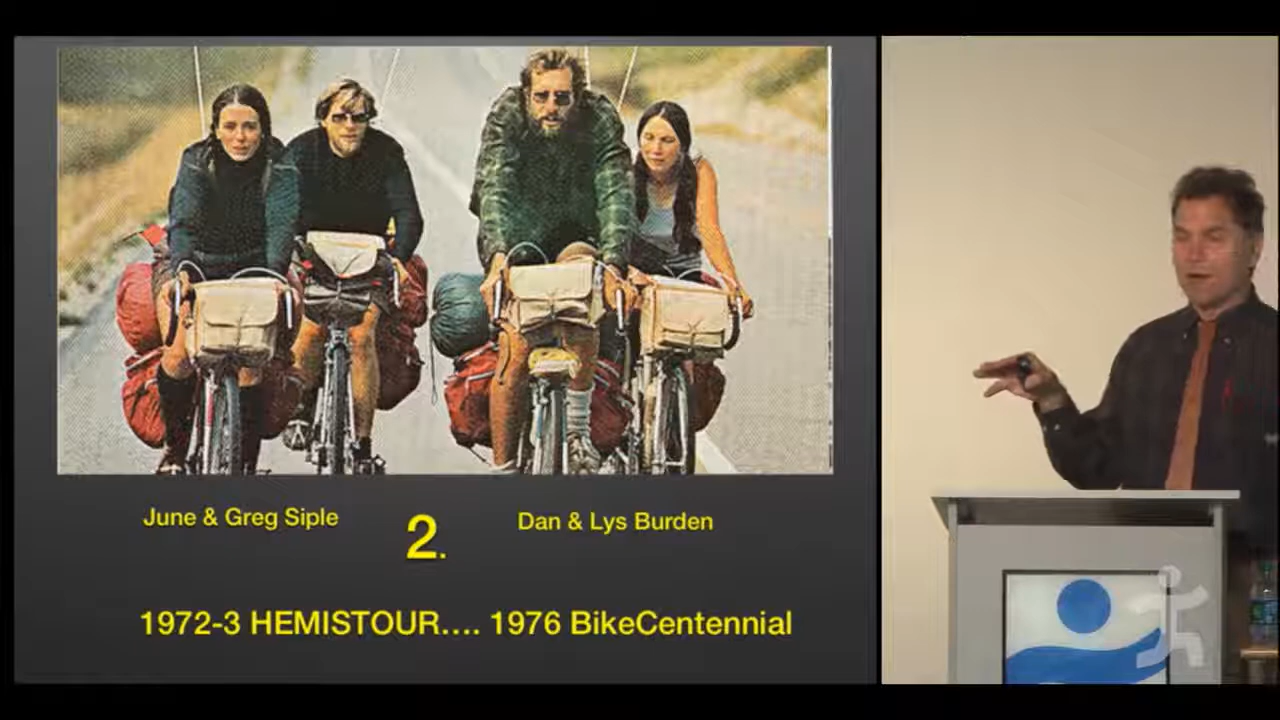 June & Greg Siple
2.
Dan & Lys Burden
1972-3 HEMISTOUR.... 1976 BikeCentennial